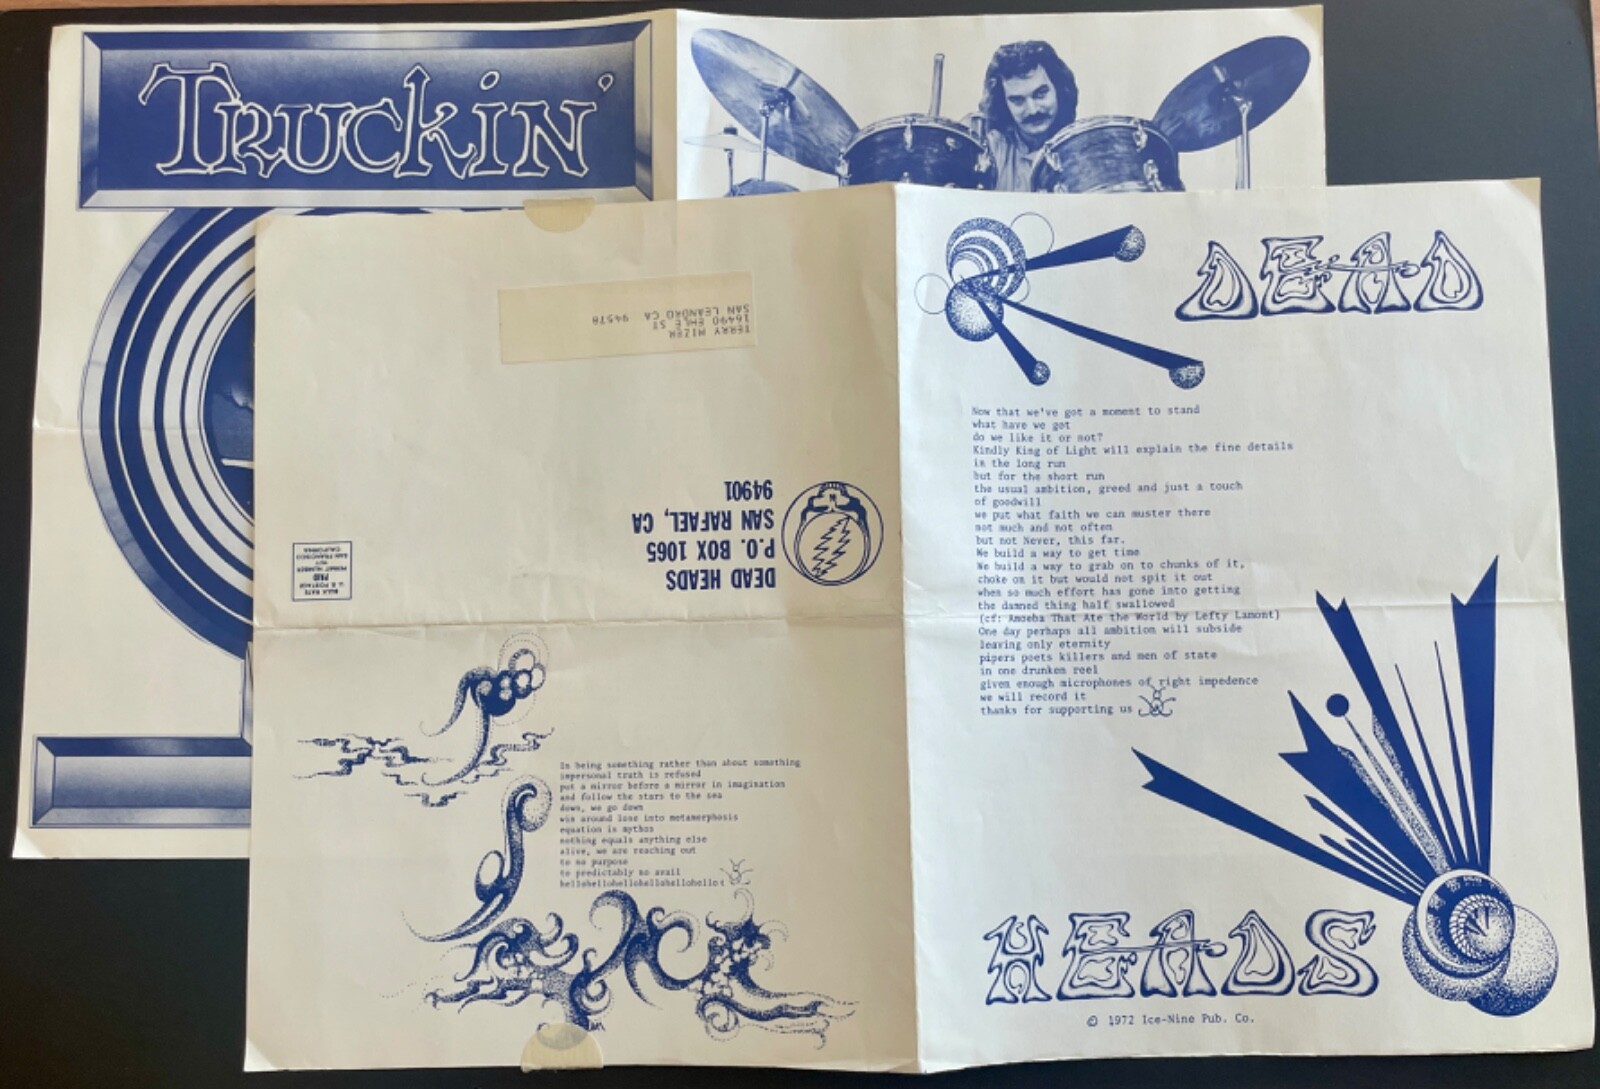 TRUCKIN'
TERRY MIZER
16490 EHLE ST
SAN LEANDRO CA 94578
DEAD HEADS
P.O. BOX 1065
SAN RAFAEL, CA
94901
BULK RATE
U.S. POSTAGE
PAID
PERMIT NUMBER
SAN FRANCISCO
CALIFORNIA
In being something rather than about something
impersonal truth is refused
put a mirror before a mirror in imagination
and follow the stars to the sea
down, we go down
win around lose into metamorphosis
equation is mythos
nothing equals anything else
alive, we are reaching out
to no purpose
to predictably no avail
hellohellohellohellohellohello
DEAD
Now that we've got a moment to stand
what have we got
do we like it or not?
Kindly King of Light will explain the fine details
in the long run
but for the short run
the usual ambition, greed and just a touch
of goodwill
we put what faith we can muster there
not much and not often
but not Never, this far.
We build a way to get time
We build a way to grab on to chunks of it,
choke on it but would not spit it out
when so much effort has gone into getting
the damned thing half swallowed
(cf: Amoeba That Ate the World by Lefty Lamont)
One day perhaps all ambition will subside
leaving only eternity
pipers poets killers and men of state
in one drunken reel
given enough microphones of right impedence
we will record it
thanks for supporting us
HEADS
© 1972 Ice-Nine Pub. Co.